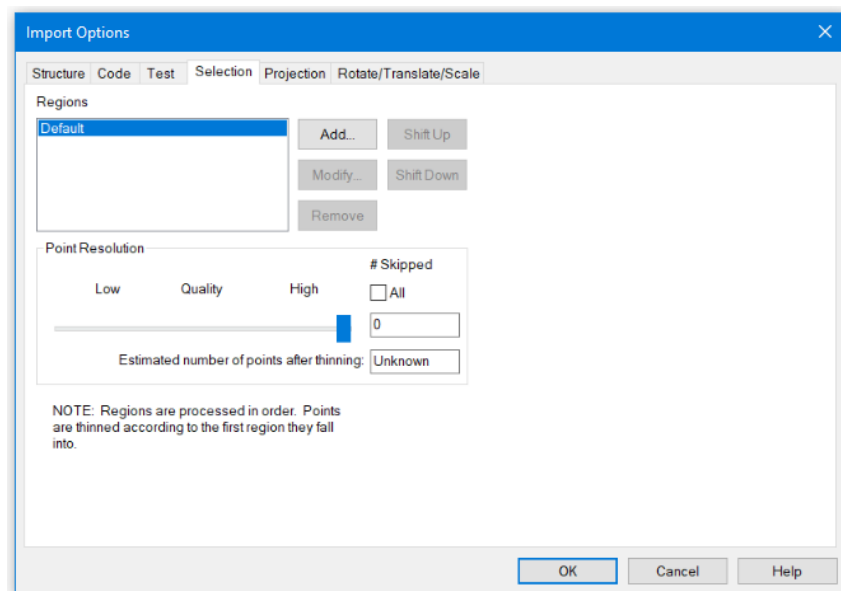 Import Options
Structure Code Test Selection Projection Rotate/Translate/Scale
Regions
Default
Add... Shift Up
Modify... Shift Down
Remove
Point Resolution
# Skipped
Low Quality High All
0
Estimated number of points after thinning: Unknown
NOTE: Regions are processed in order. Points
are thinned according to the first region they fall
into.
OK Cancel Help